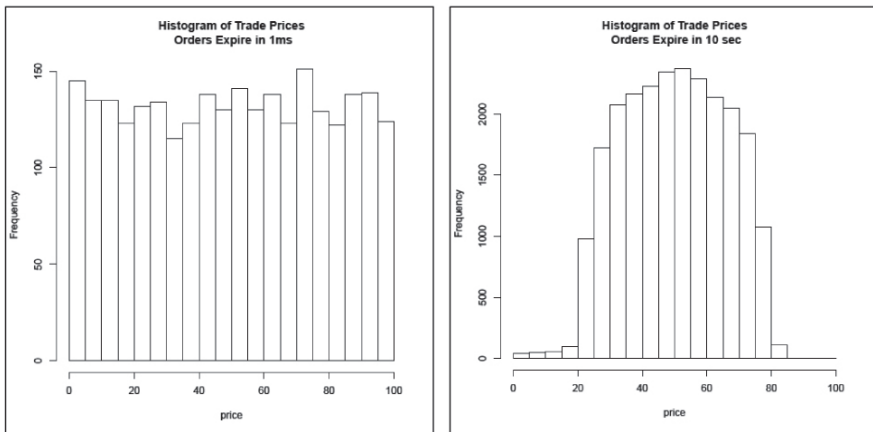 Histogram of Trade Prices
Orders Expire in 1ms
Frequency
150
100
50
0
0 20 40 60 80 100
price
Histogram of Trade Prices
Orders Expire in 10 sec
Frequency
2000
1500
1000
500
0
0 20 40 60 80 100
price